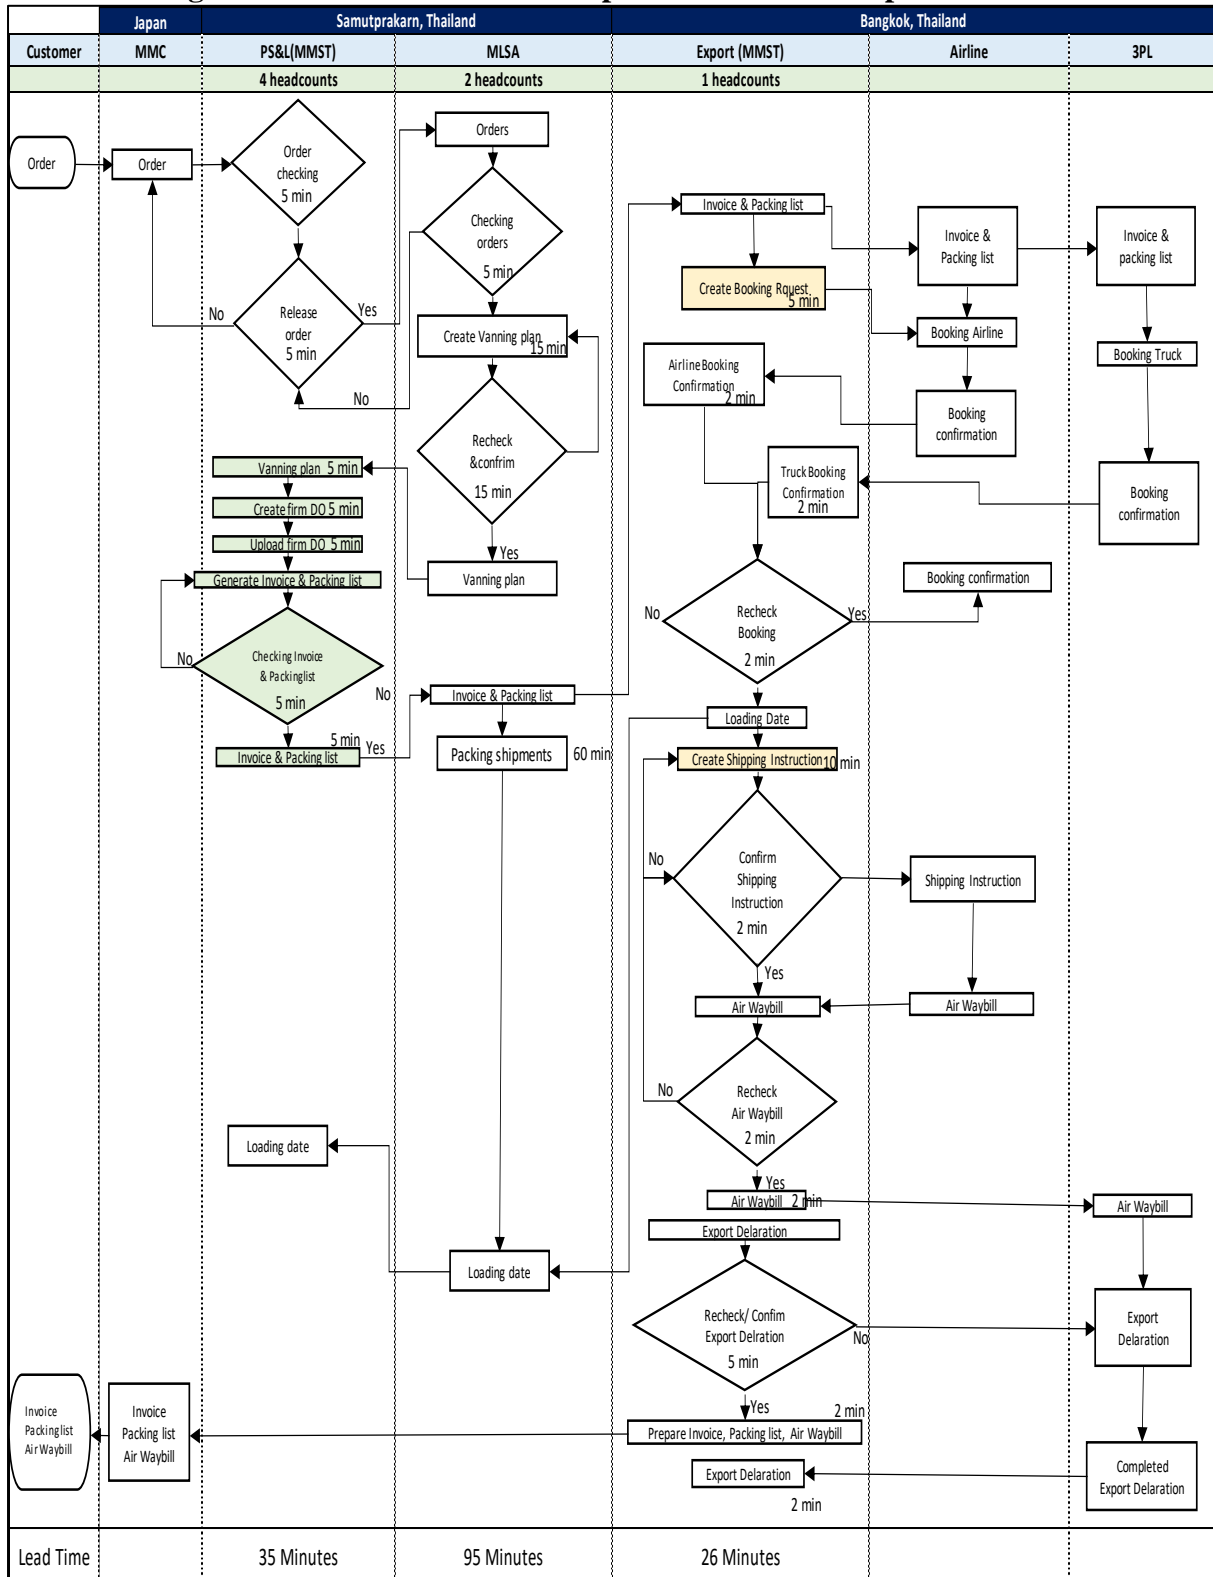 Japan
Samutprakarn, Thailand
Bangkok, Thailand
Customer
MMC
PS&L(MMST)
MLSA
Export (MMST)
Airline
3PL
4 headcounts
2 headcounts
1 headcounts
Order
Order
Order
checking
5 min
Release
order
5 min
No
Yes
Orders
Checking
orders
5 min
No
Create Vanning plan
15 min
Recheck
&confrim
15 min
Yes
Vanning plan
Vanning plan 5 min
Create firm DO 5 min
Upload firm DO 5 min
Generate Invoice & Packing list
Checking Invoice
& Packinglist
5 min
No
No
5 min
Yes
Invoice & Packing list
Invoice & Packing list
Packing shipments
60 min
Invoice & Packing list
Create Booking Rquest
5 min
Invoice &
Packing list
Invoice &
packing list
Booking Airline
Booking Truck
Airline Booking
Confirmation
2 min
Booking
confirmation
Truck Booking
Confirmation
2 min
Booking
confirmation
Recheck
Booking
2 min
No
Yes
Booking confirmation
Loading Date
Create Shipping Instruction
10 min
Confirm
Shipping
Instruction
2 min
No
Yes
Shipping Instruction
Air Waybill
Air Waybill
Recheck
Air Waybill
2 min
No
Yes
Air Waybill 2 min
Air Waybill
Loading date
Loading date
Export Delaration
Recheck/ Confim
Export Delration
5 min
No
Yes
Export
Delaration
2 min
Prepare Invoice, Packing list, Air Waybill
Invoice
Packing list
Air Waybill
Invoice
Packing list
Air Waybill
Export Delaration
2 min
Completed
Export Delaration
Lead Time
35 Minutes
95 Minutes
26 Minutes